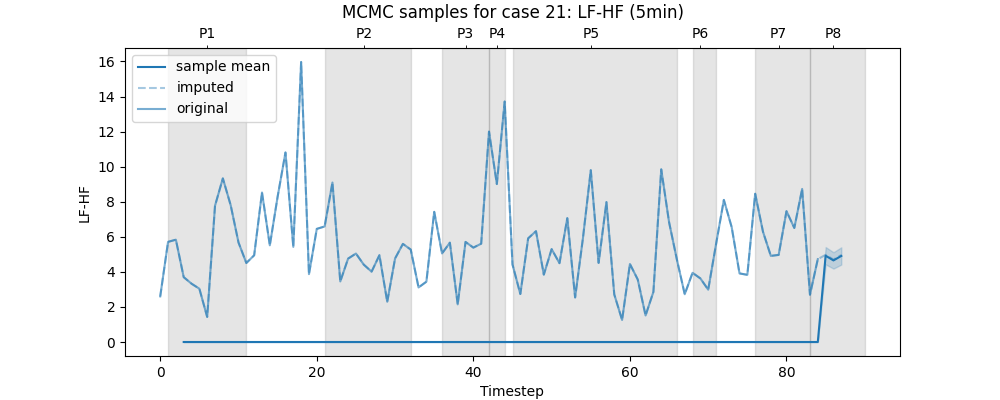 MCMC samples for case 21: LF-HF (5min)
P1 P2 P3 P4 P5 P6 P7 P8
sample mean
imputed
original
16
14
12
10
8
6
4
2
0
LF-HF
0 20 40 60 80
Timestep